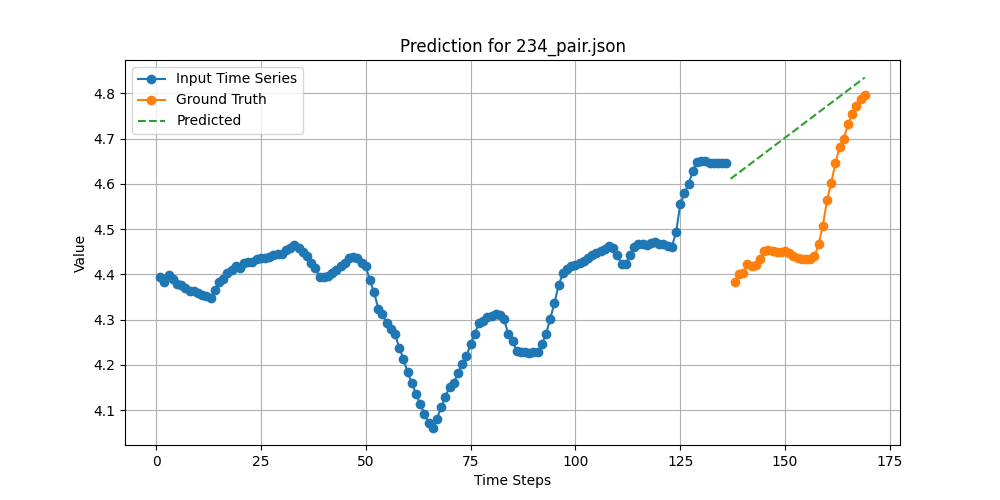 Prediction for 234_pair.json
Input Time Series
Ground Truth
Predicted
Value
4.8
4.7
4.6
4.5
4.4
4.3
4.2
4.1
0 25 50 75 100 125 150 175
Time Steps